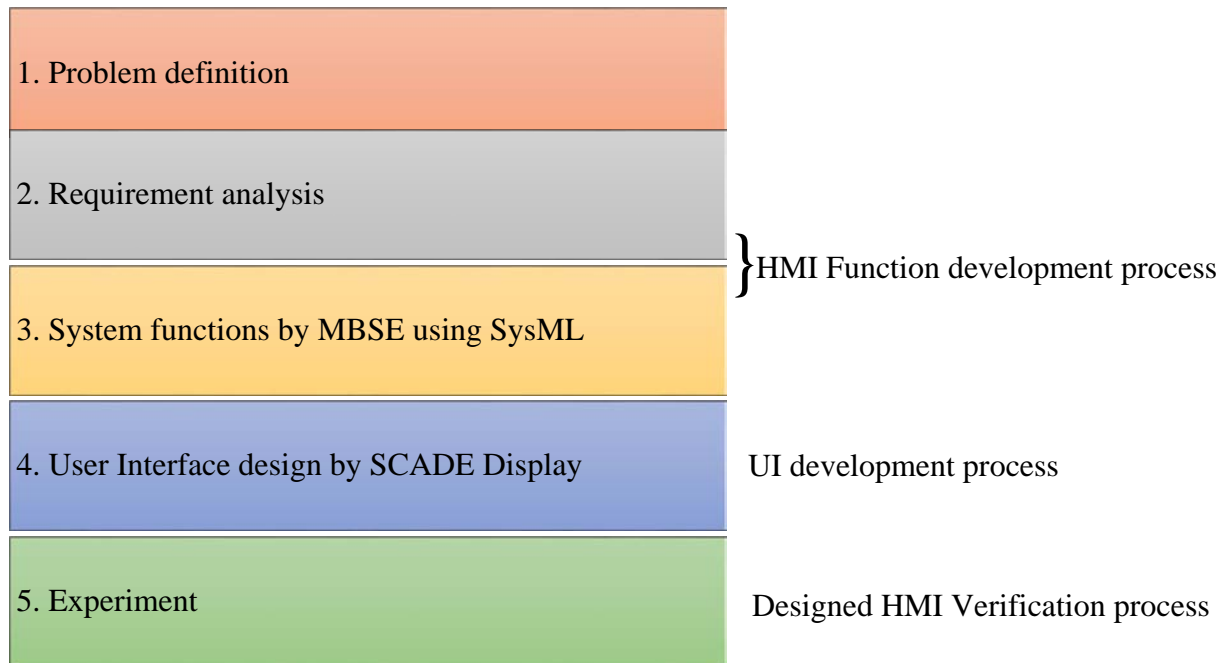 1. Problem definition
2. Requirement analysis
} HMI Function development process
3. System functions by MBSE using SysML
4. User Interface design by SCADE Display
UI development process
5. Experiment
Designed HMI Verification process